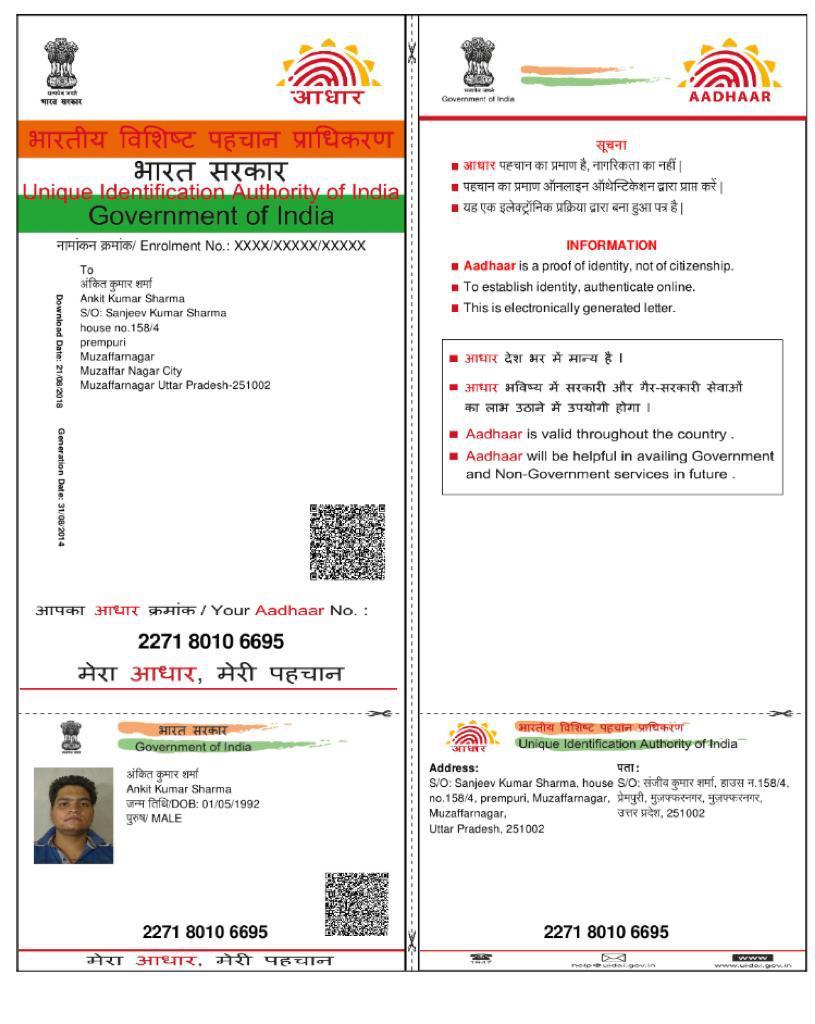 सत्यमेव जयते
भारत सरकार
आधार
भारतीय विशिष्ट पहचान प्राधिकरण
भारत सरकार
Unique Identification Authority of India
Government of India
नामांकन क्रमांक/ Enrolment No.: XXXX/XXXXX/XXXXX
To
अंकित कुमार शर्मा
Ankit Kumar Sharma
S/O: Sanjeev Kumar Sharma
house no.158/4
prempuri
Muzaffarnagar
Muzaffar Nagar City
Muzaffarnagar Uttar Pradesh-251002
Download Date: 21/08/2018
Generation Date: 31/08/2014
आपका आधार क्रमांक / Your Aadhaar No. :
2271 8010 6695
मेरा आधार, मेरी पहचान
भारत सरकार
Government of India
अंकित कुमार शर्मा
Ankit Kumar Sharma
जन्म तिथि/DOB: 01/05/1992
पुरुष/ MALE
2271 8010 6695
मेरा आधार, मेरी पहचान
सत्यमेव जयते
Government of India
AADHAAR
सूचना
आधार पहचान का प्रमाण है, नागरिकता का नहीं |
पहचान का प्रमाण ऑनलाइन ऑथेन्टिकेशन द्वारा प्राप्त करें |
यह एक इलेक्ट्रॉनिक प्रक्रिया द्वारा बना हुआ पत्र है |
INFORMATION
Aadhaar is a proof of identity, not of citizenship.
To establish identity, authenticate online.
This is electronically generated letter.
आधार देश भर में मान्य है ।
आधार भविष्य में सरकारी और गैर-सरकारी सेवाओं
का लाभ उठाने में उपयोगी होगा ।
Aadhaar is valid throughout the country .
Aadhaar will be helpful in availing Government
and Non-Government services in future .
आधार
भारतीय विशिष्ट पहचान प्राधिकरण
Unique Identification Authority of India
Address:
S/O: Sanjeev Kumar Sharma, house
no.158/4, prempuri, Muzaffarnagar,
Muzaffarnagar,
Uttar Pradesh, 251002
पता:
S/O: संजीव कुमार शर्मा, हाउस न.158/4,
प्रेमपुरी, मुज़फ्फरनगर, मुज़फ्फरनगर,
उत्तर प्रदेश, 251002
2271 8010 6695
1947
help@uidai.gov.in
www
www.uidai.gov.in